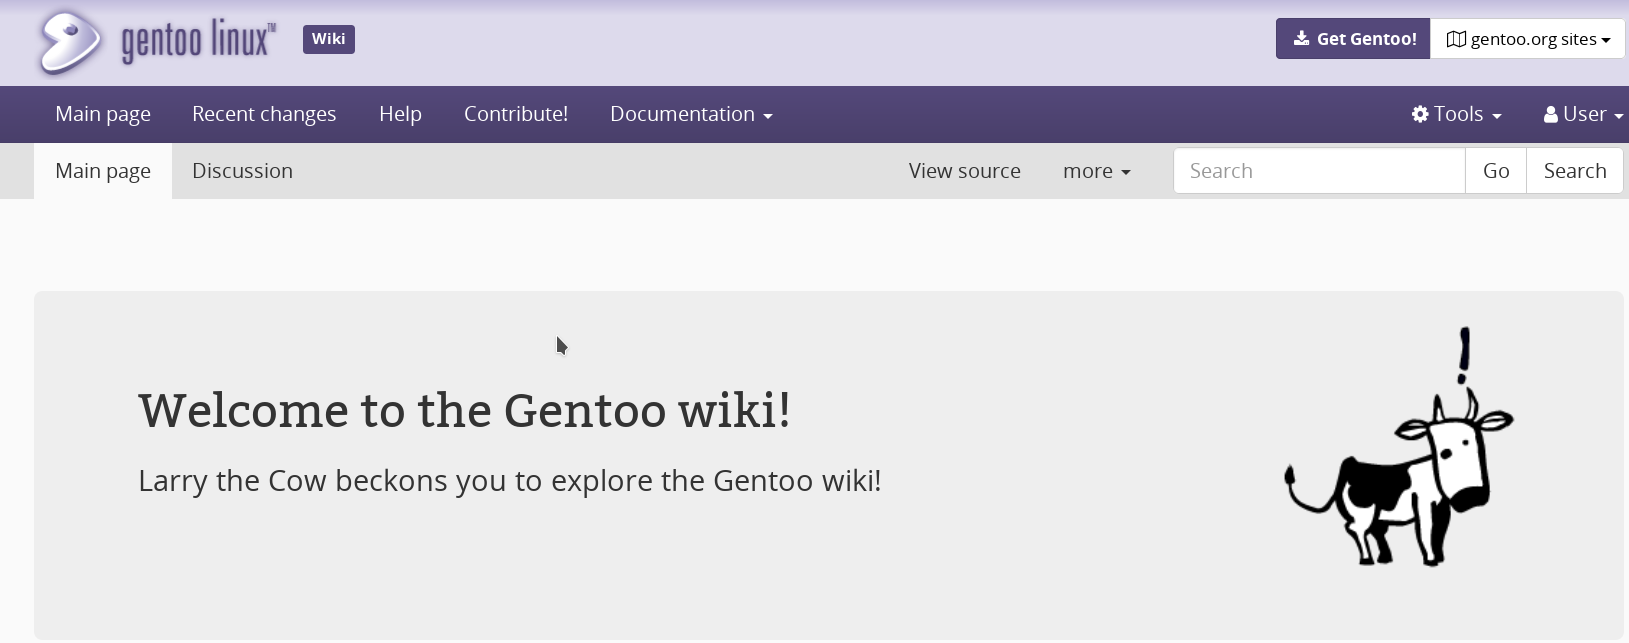 gentoo linux™ Wiki Get Gentoo! gentoo.org sites
Main page Recent changes Help Contribute! Documentation Tools User
Main page Discussion View source more Search Go Search
Welcome to the Gentoo wiki!
Larry the Cow beckons you to explore the Gentoo wiki!